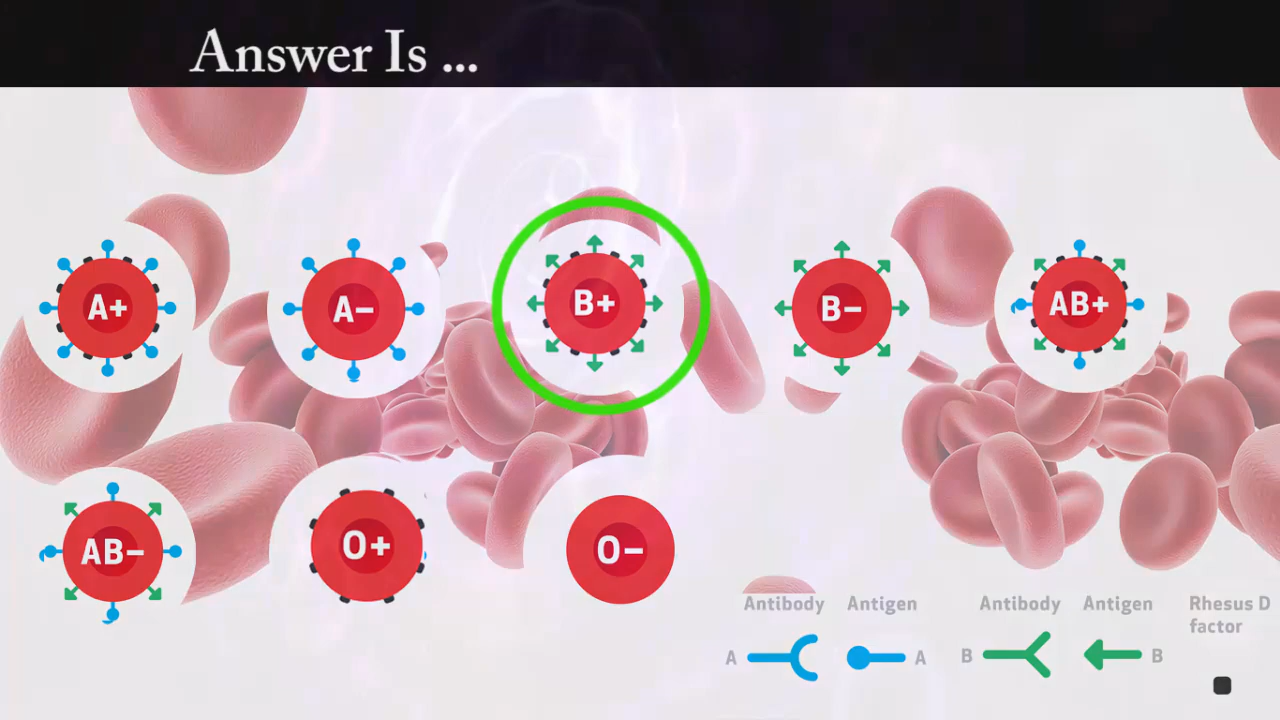 Answer Is ...
A+
A−
B+
B−
AB+
AB−
O+
O−
Antibody Antigen Antibody Antigen Rhesus D
factor
A A B B